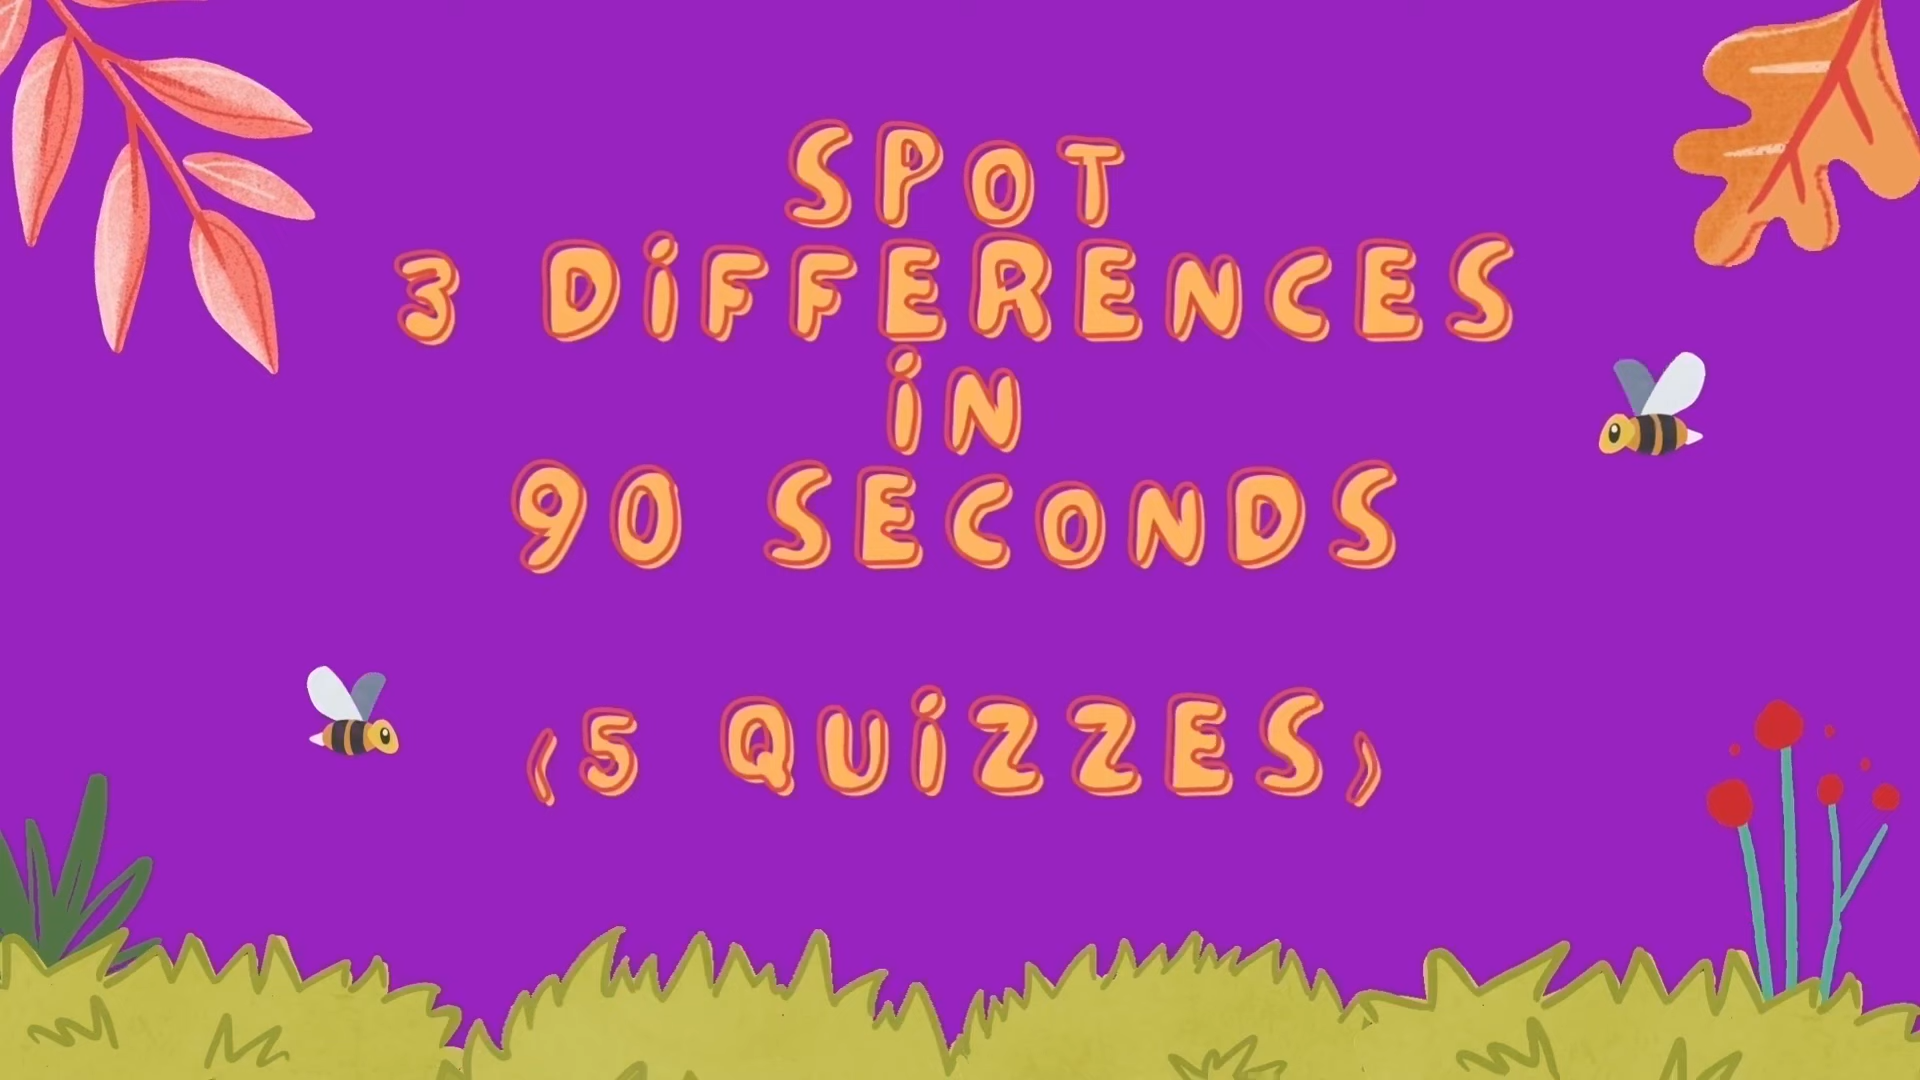 SPOT
3 DiFFERENCES
iN
90 SECONDS
(5 QUiZZES)